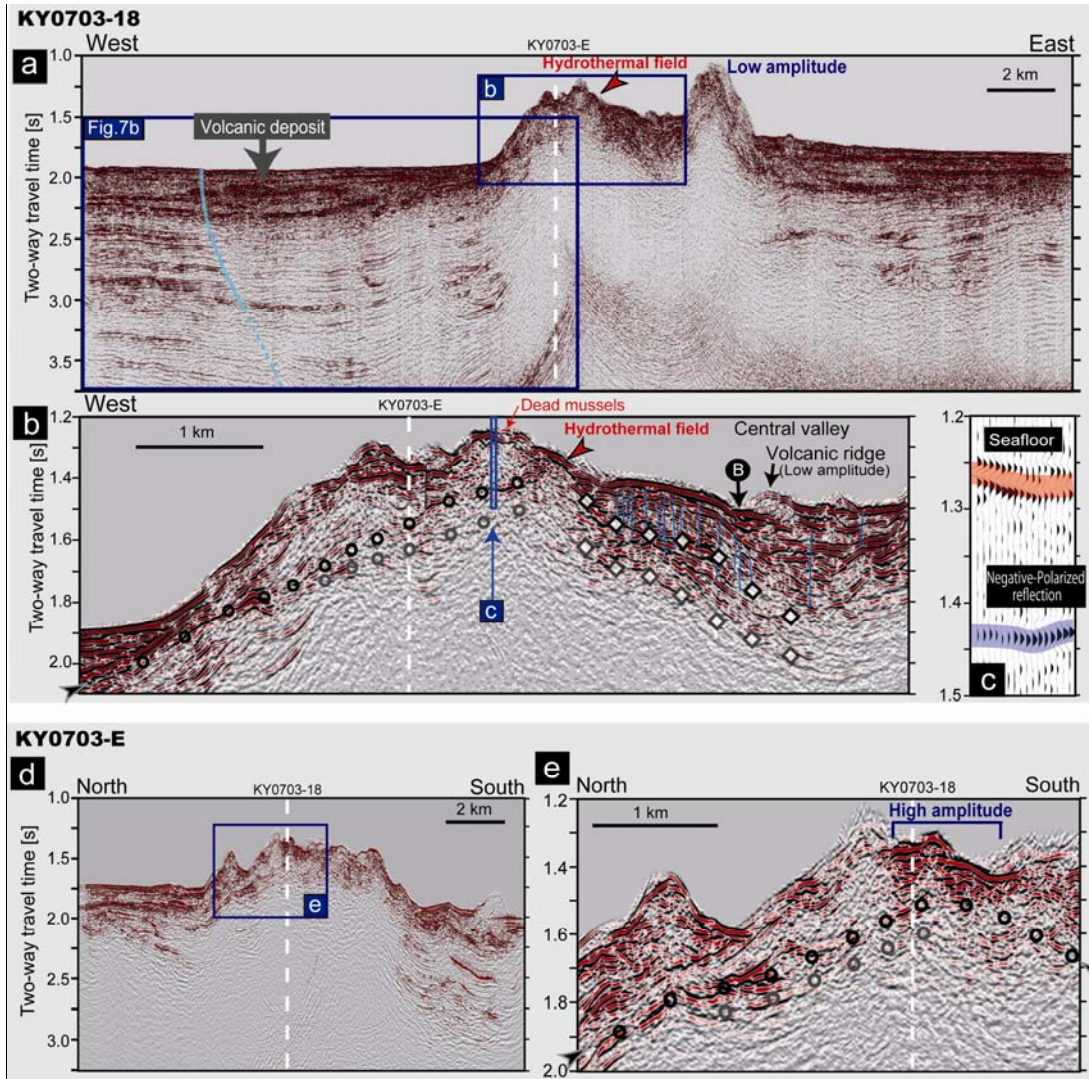 KY0703-18
a
West
KY0703-E
East
Hydrothermal field
Low amplitude
2 km
b
Fig.7b
Volcanic deposit
Two-way travel time [s]
1.0
1.5
2.0
2.5
3.0
3.5
b
West
KY0703-E
Dead mussels
Hydrothermal field
Central valley
Volcanic ridge
(Low amplitude)
B
1 km
c
Two-way travel time [s]
1.2
1.4
1.6
1.8
2.0
1.2
Seafloor
1.3
Negative-Polarized
reflection
1.4
c
1.5
KY0703-E
d
North
KY0703-18
South
2 km
e
Two-way travel time [s]
1.0
1.5
2.0
2.5
3.0
e
North
KY0703-18
South
1 km
High amplitude
1.2
1.4
1.6
1.8
2.0